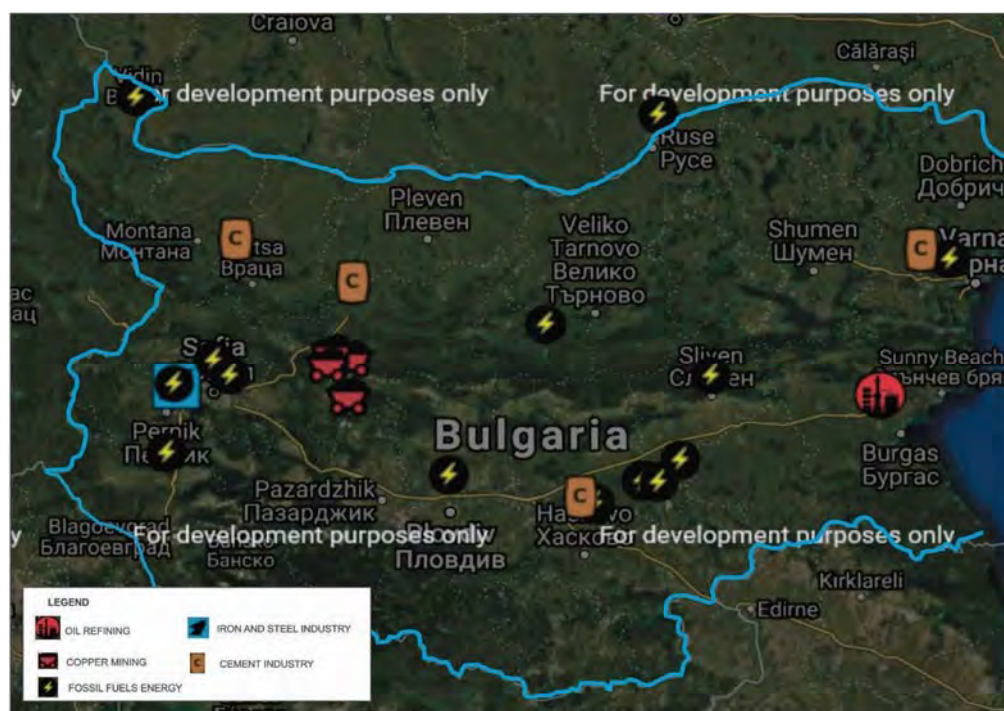 Craiova
Călărași
y
For development purposes only
For development purposes only
Ruse
Русе
Dobrich
Добрич
Pleven
Плевен
Montana
Монтана
Враца
Veliko
Tarnovo
Велико
Търново
Shumen
Шумен
Varna
C
C
C
Sofia
Sliven
Sunny Beach
Pernik
Bulgaria
Burgas
Бургас
Pazardzhik
Пазарджик
C
Пловдив
Хасково
Blagoevgrad
Благоевград
Банско
y
For development purposes only
For development purposes only
Kırklareli
Edirne
LEGEND
OIL REFINING
IRON AND STEEL INDUSTRY
COPPER MINING
C
CEMENT INDUSTRY
FOSSIL FUELS ENERGY